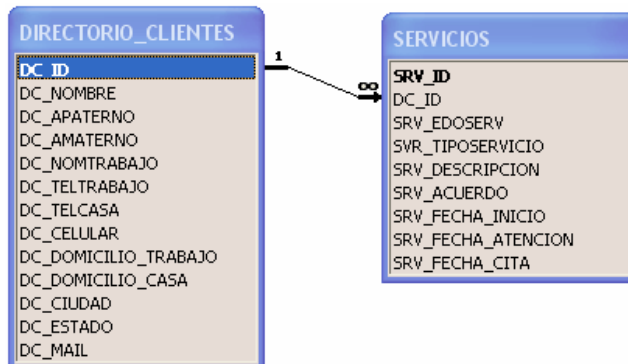 DIRECTORIO_CLIENTES
DC_ID
DC_NOMBRE
DC_APATERNO
DC_AMATERNO
DC_NOMTRABAJO
DC_TELTRABAJO
DC_TELCASA
DC_CELULAR
DC_DOMICILIO_TRABAJO
DC_DOMICILIO_CASA
DC_CIUDAD
DC_ESTADO
DC_MAIL
1
∞
SERVICIOS
SRV_ID
DC_ID
SRV_EDOSERV
SVR_TIPOSERVICIO
SRV_DESCRIPCION
SRV_ACUERDO
SRV_FECHA_INICIO
SRV_FECHA_ATENCION
SRV_FECHA_CITA